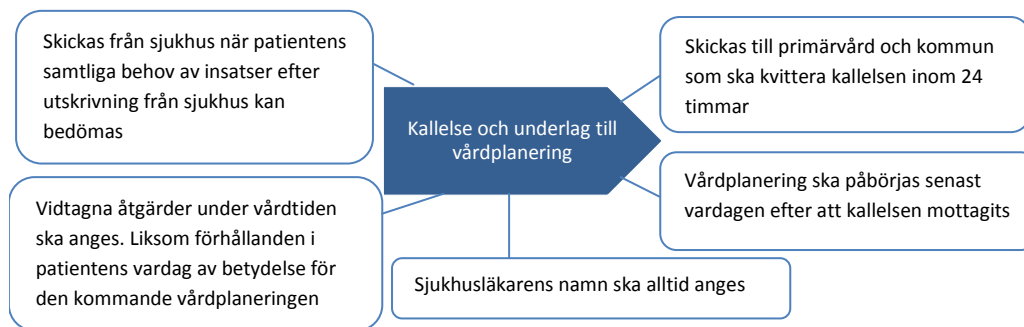 Skickas från sjukhus när patientens
samtliga behov av insatser efter
utskrivning från sjukhus kan
bedömas
Skickas till primärvård och kommun
som ska kvittera kallelsen inom 24
timmar
Kallelse och underlag till
vårdplanering
Vidtagna åtgärder under vårdtiden
ska anges. Liksom förhållanden i
patientens vardag av betydelse för
den kommande vårdplaneringen
Vårdplanering ska påbörjas senast
vardagen efter att kallelsen mottagits
Sjukhusläkarens namn ska alltid anges